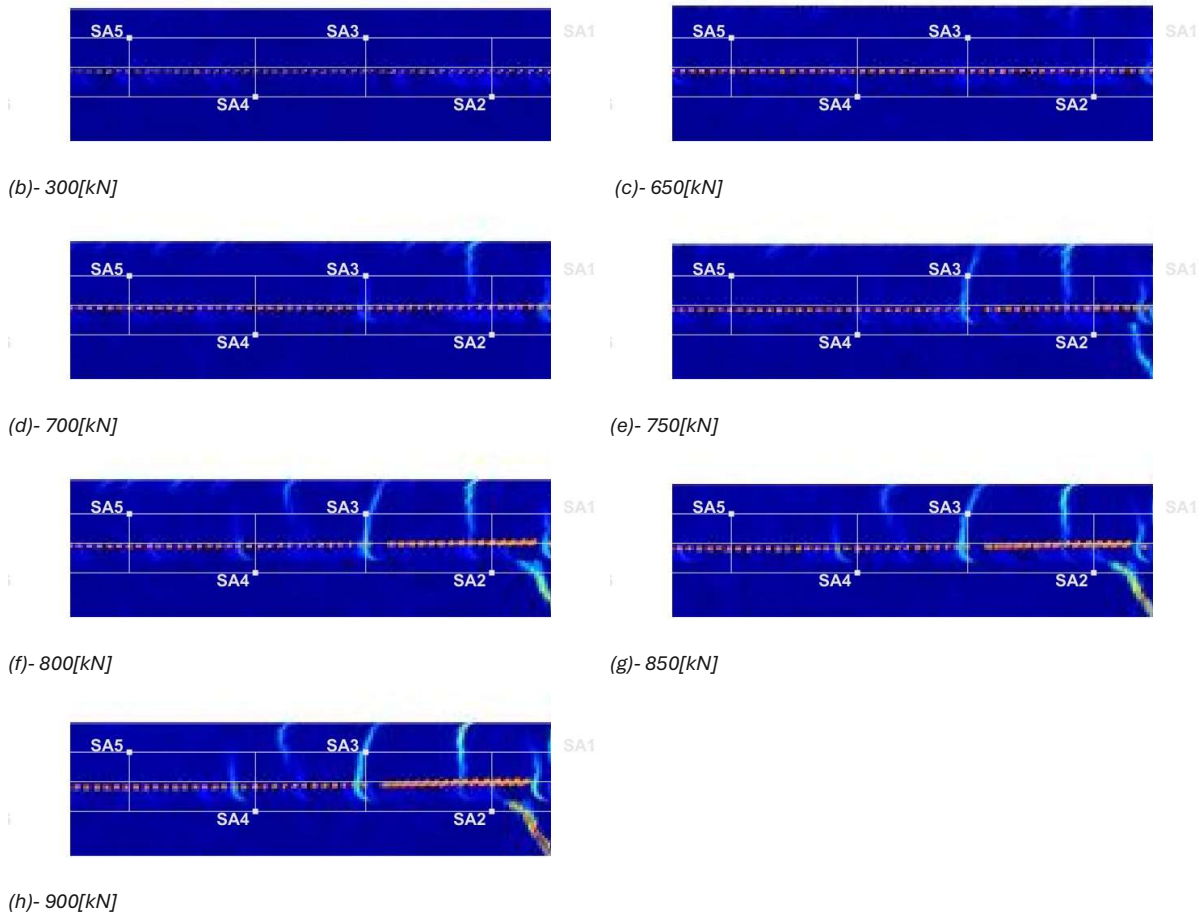 SA5 SA3 SA1
SA4 SA2
SA5 SA3 SA1
SA4 SA2
(b)- 300[kN]
(c)- 650[kN]
SA5 SA3
SA4 SA2
SA5 SA3 SA1
SA4 SA2
(d)- 700[kN]
(e)- 750[kN]
SA5 SA3 SA1
SA4 SA2
SA5 SA3 SA1
SA4 SA2
(f)- 800[kN]
(g)- 850[kN]
SA5 SA3 SA1
SA4 SA2
(h)- 900[kN]